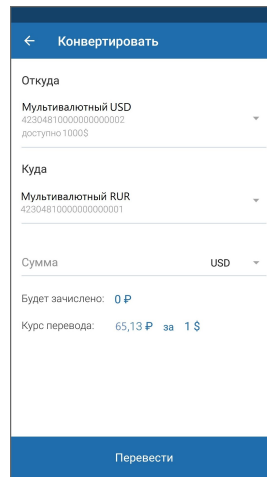 Конвертировать
Откуда
Мультивалютный USD
42304810000000000002
доступно 1000$
Куда
Мультивалютный RUR
42304810000000000001
Сумма USD
Будет зачислено: 0 ₽
Курс перевода: 65,13 ₽ за 1 $
Перевести